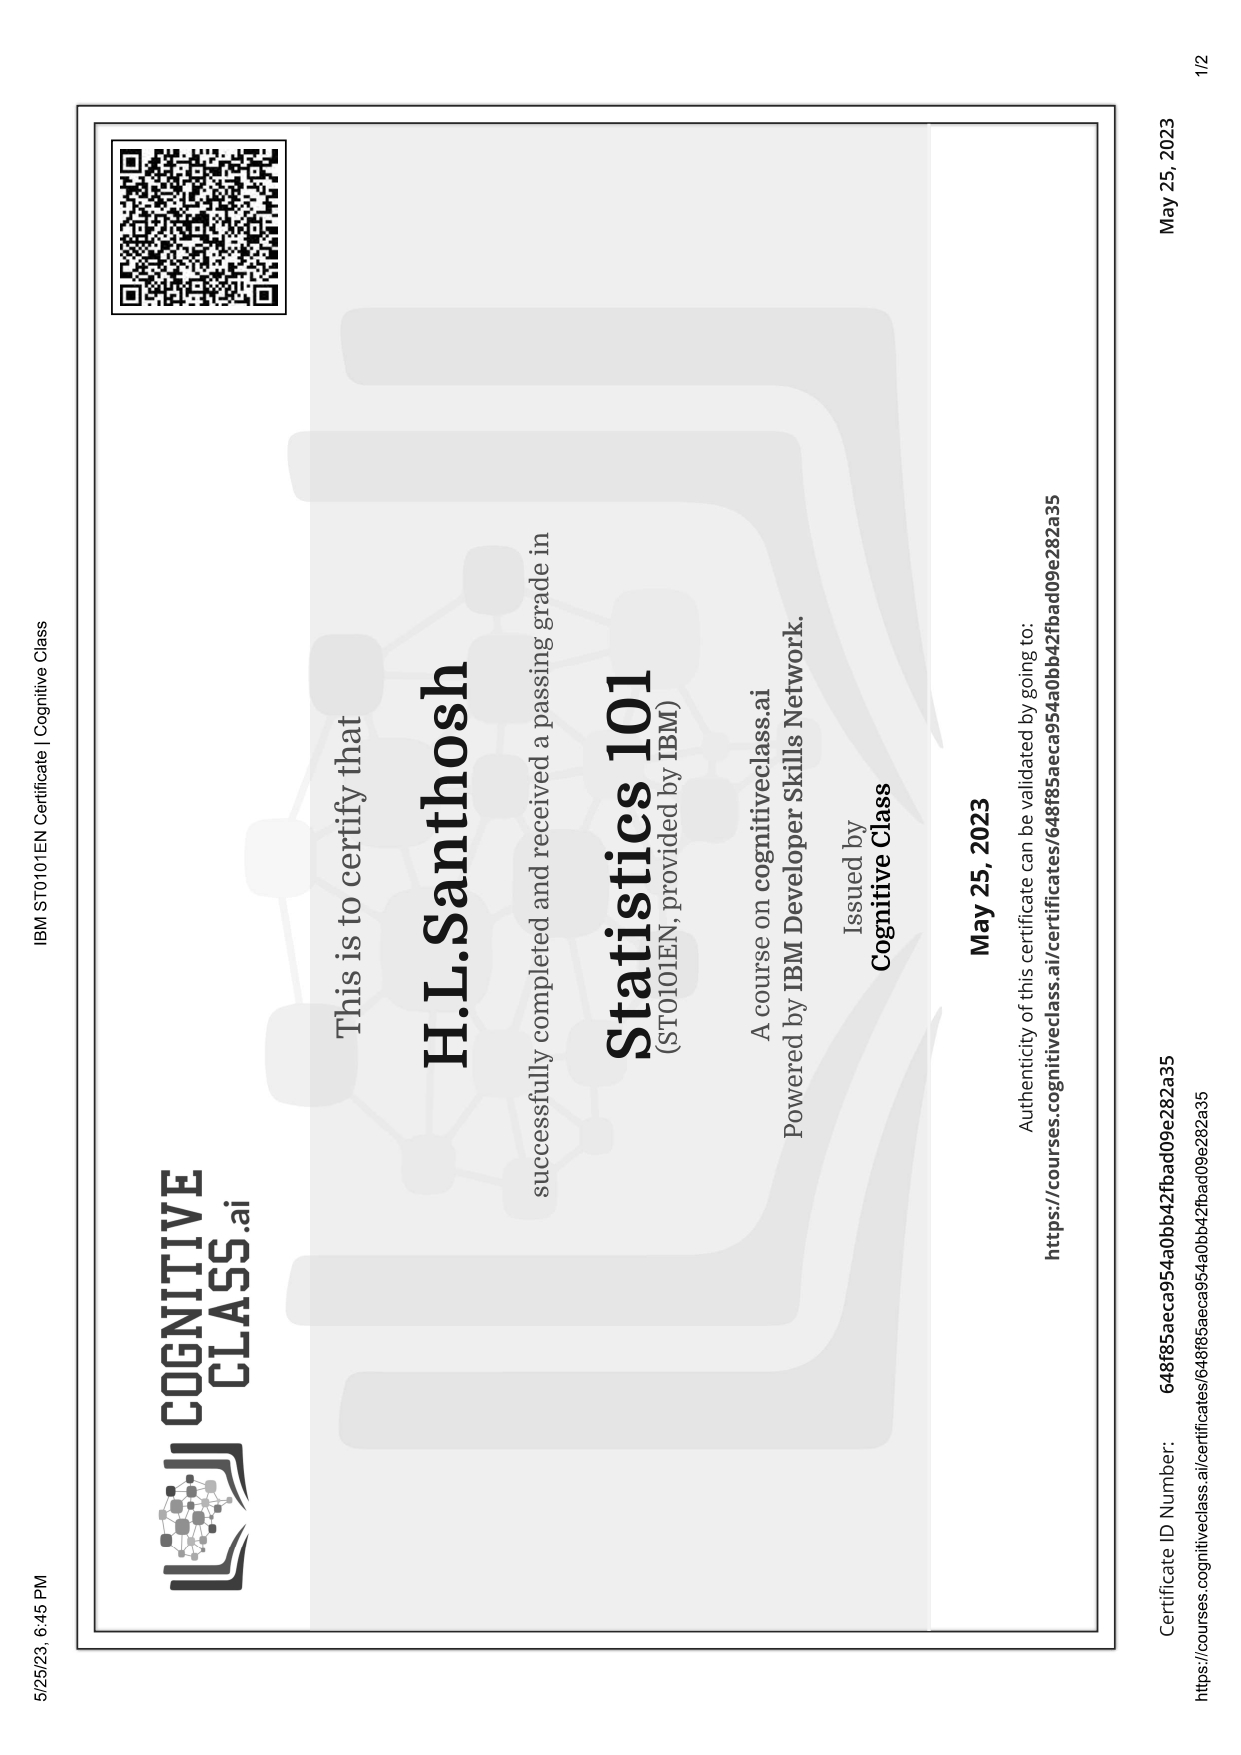 5/25/23, 6:45 PM
IBM ST0101EN Certificate | Cognitive Class
COGNITIVE
CLASS.ai
This is to certify that
H.L.Santhosh
successfully completed and received a passing grade in
Statistics 101
(ST0101EN, provided by IBM)
A course on cognitiveclass.ai
Powered by IBM Developer Skills Network.
Issued by
Cognitive Class
May 25, 2023
Authenticity of this certificate can be validated by going to:
https://courses.cognitiveclass.ai/certificates/648f85aeca954a0bb42fbad09e282a35
Certificate ID Number: 648f85aeca954a0bb42fbad09e282a35
May 25, 2023
https://courses.cognitiveclass.ai/certificates/648f85aeca954a0bb42fbad09e282a35
1/2